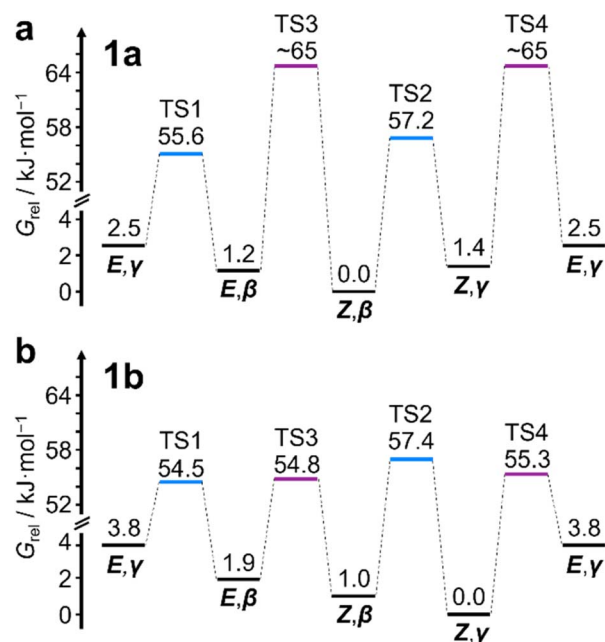 a
1a
TS3
~65
TS4
~65
TS1
55.6
TS2
57.2
64
58
52
4
2
0
Grel / kJ·mol−1
2.5
E,γ
1.2
E,β
0.0
Z,β
1.4
Z,γ
2.5
E,γ
b
1b
TS1
54.5
TS3
54.8
TS2
57.4
TS4
55.3
64
58
52
4
2
0
Grel / kJ·mol−1
3.8
E,γ
1.9
E,β
1.0
Z,β
0.0
Z,γ
3.8
E,γ